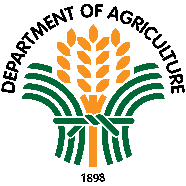 DEPARTMENT OF AGRICULTURE
1898